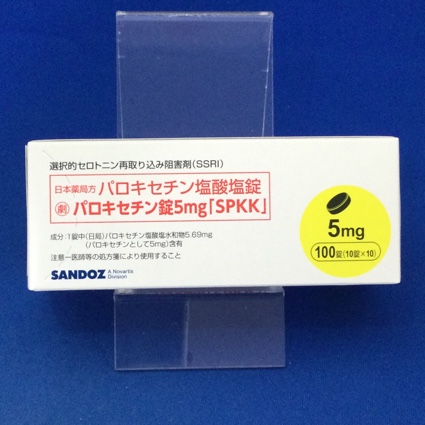 選択的セロトニン再取り込み阻害剤(SSRI)
日本薬局方 パロキセチン塩酸塩錠
劇 パロキセチン錠5mg「SPKK」
成分:1錠中(日局)パロキセチン塩酸塩水和物5.69mg
(パロキセチンとして5mg)含有
注意-医師等の処方箋により使用すること
SANDOZ A Novartis
Division
5mg
100錠(10錠×10)